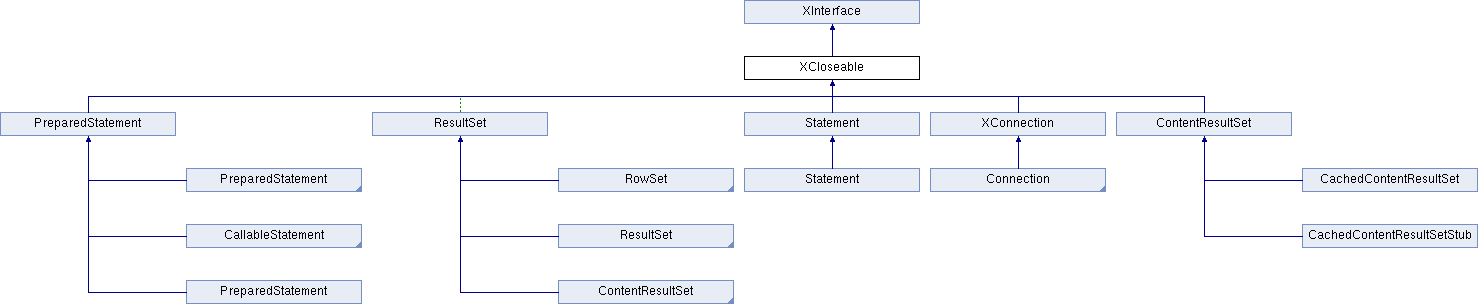 XInterface
XCloseable
PreparedStatement
ResultSet
Statement
XConnection
ContentResultSet
PreparedStatement
RowSet
Statement
Connection
CachedContentResultSet
CallableStatement
ResultSet
CachedContentResultSetStub
PreparedStatement
ContentResultSet